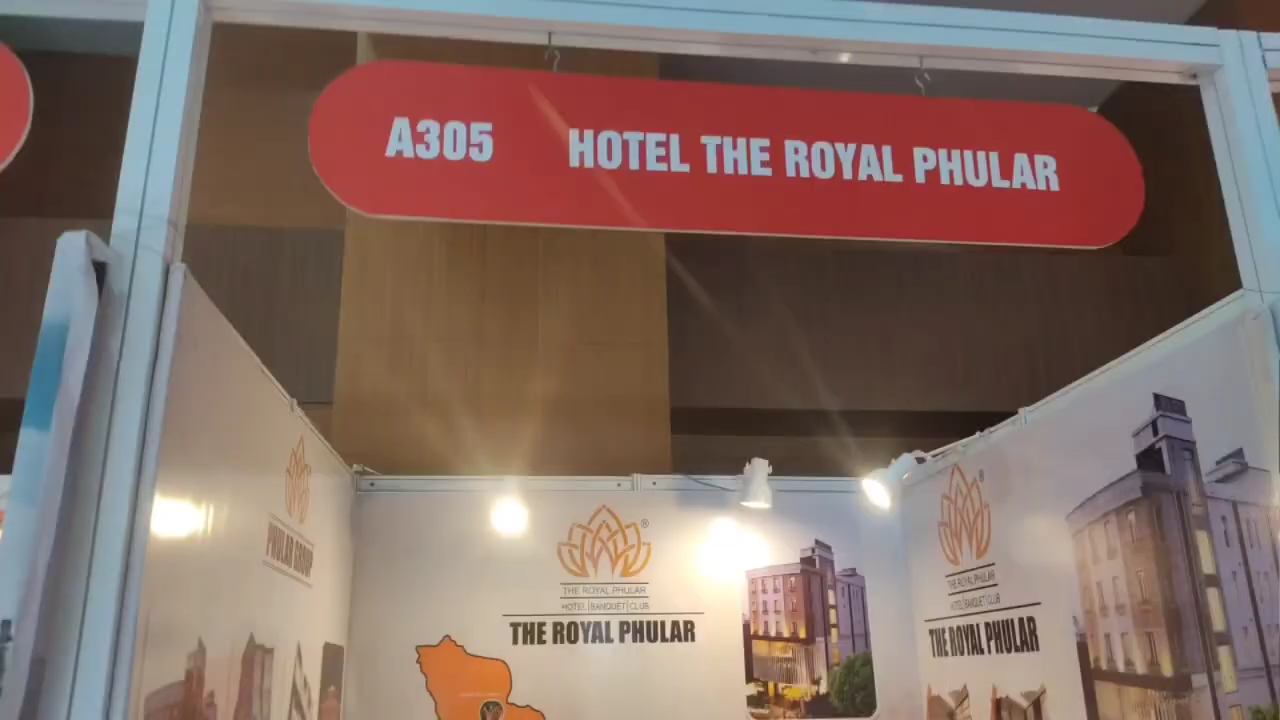 A305 HOTEL THE ROYAL PHULAR
PHULAR GROUP
®
THE ROYAL PHULAR
HOTEL | BANQUET | CLUB
THE ROYAL PHULAR
®
THE ROYAL PHULAR
HOTEL | BANQUET | CLUB
THE ROYAL PHULAR